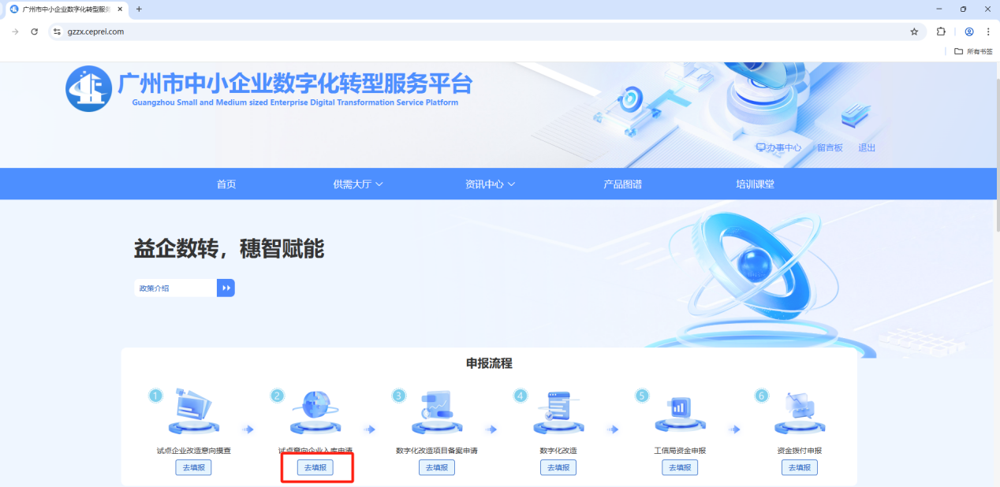 广州市中小企业数字化转型服务
gzzx.ceprei.com
所有书签
广州市中小企业数字化转型服务平台
Guangzhou Small and Medium sized Enterprise Digital Transformation Service Platform
办事中心 留言板 退出
首页 供需大厅 资讯中心 产品图谱 培训课堂
益企数转，穗智赋能
政策介绍
申报流程
1 2 3 4 5 6
试点企业改造意向摸查 试点意向企业入库申请 数字化改造项目备案申请 数字化改造 工信局资金申报 资金拨付申报
去填报 去填报 去填报 去填报 去填报 去填报